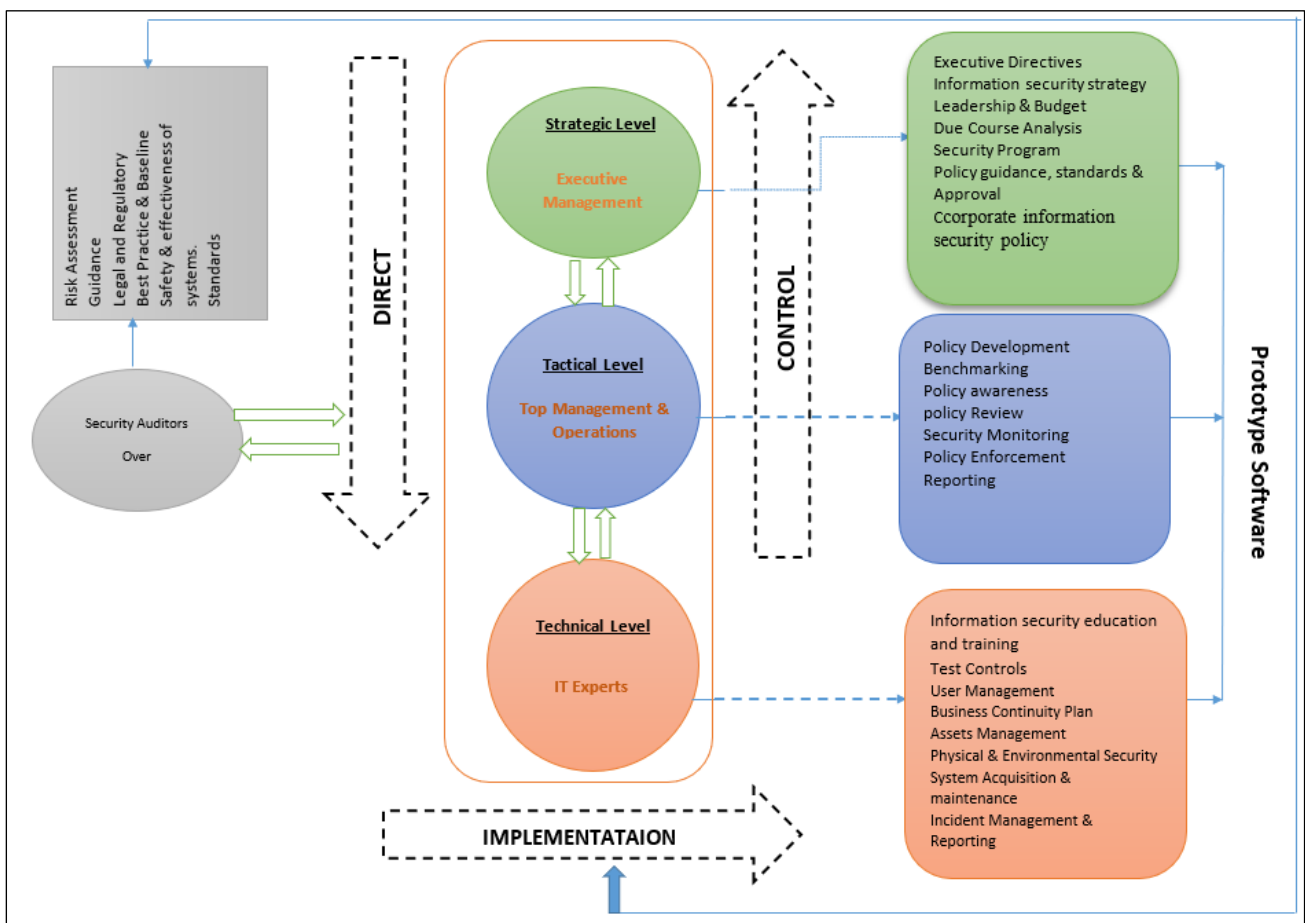 Risk Assessment
Guidance
Legal and Regulatory
Best Practice & Baseline
Safety & effectiveness of
systems.
Standards
Security Auditors
Over
DIRECT
Strategic Level
Executive
Management
Tactical Level
Top Management &
Operations
Technical Level
IT Experts
CONTROL
IMPLEMENTATAION
Executive Directives
Information security strategy
Leadership & Budget
Due Course Analysis
Security Program
Policy guidance, standards &
Approval
Ccorporate information
security policy
Policy Development
Benchmarking
Policy awareness
policy Review
Security Monitoring
Policy Enforcement
Reporting
Information security education
and training
Test Controls
User Management
Business Continuity Plan
Assets Management
Physical & Environmental Security
System Acquisition &
maintenance
Incident Management &
Reporting
Prototype Software